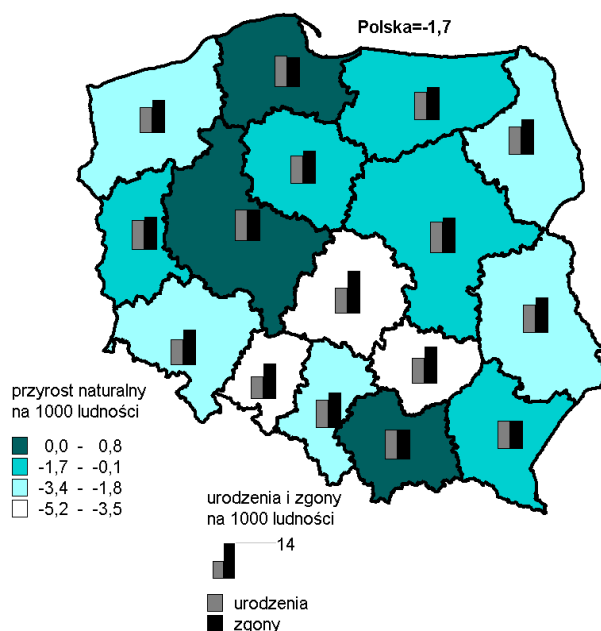 Polska=-1,7
przyrost naturalny
na 1000 ludności
0,0 - 0,8
-1,7 - -0,1
-3,4 - -1,8
-5,2 - -3,5
urodzenia i zgony
na 1000 ludności
14
urodzenia
zgony